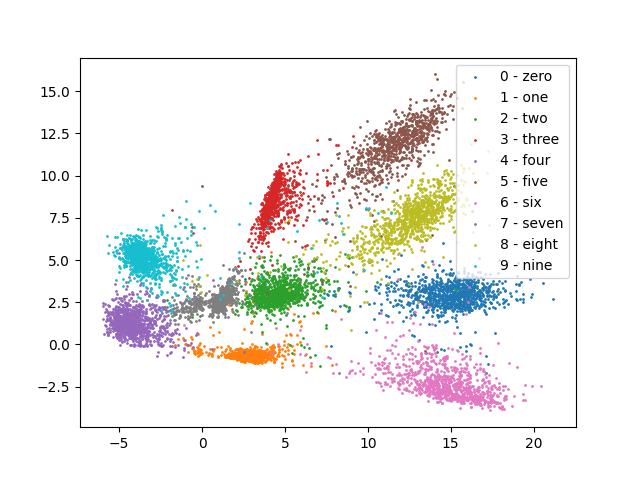 15.0
12.5
10.0
7.5
5.0
2.5
0.0
−2.5
−5
0
5
10
15
20
0 - zero
1 - one
2 - two
3 - three
4 - four
5 - five
6 - six
7 - seven
8 - eight
9 - nine